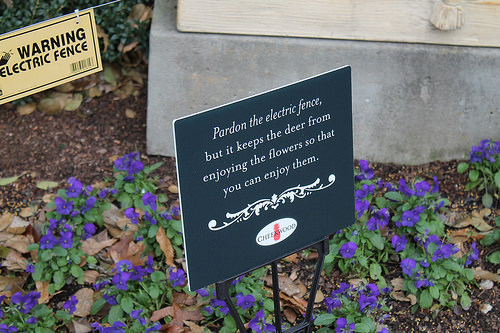 WARNING
ELECTRIC FENCE
Pardon the electric fence,
but it keeps the deer from
enjoying the flowers so that
you can enjoy them.
CHEEKWOOD